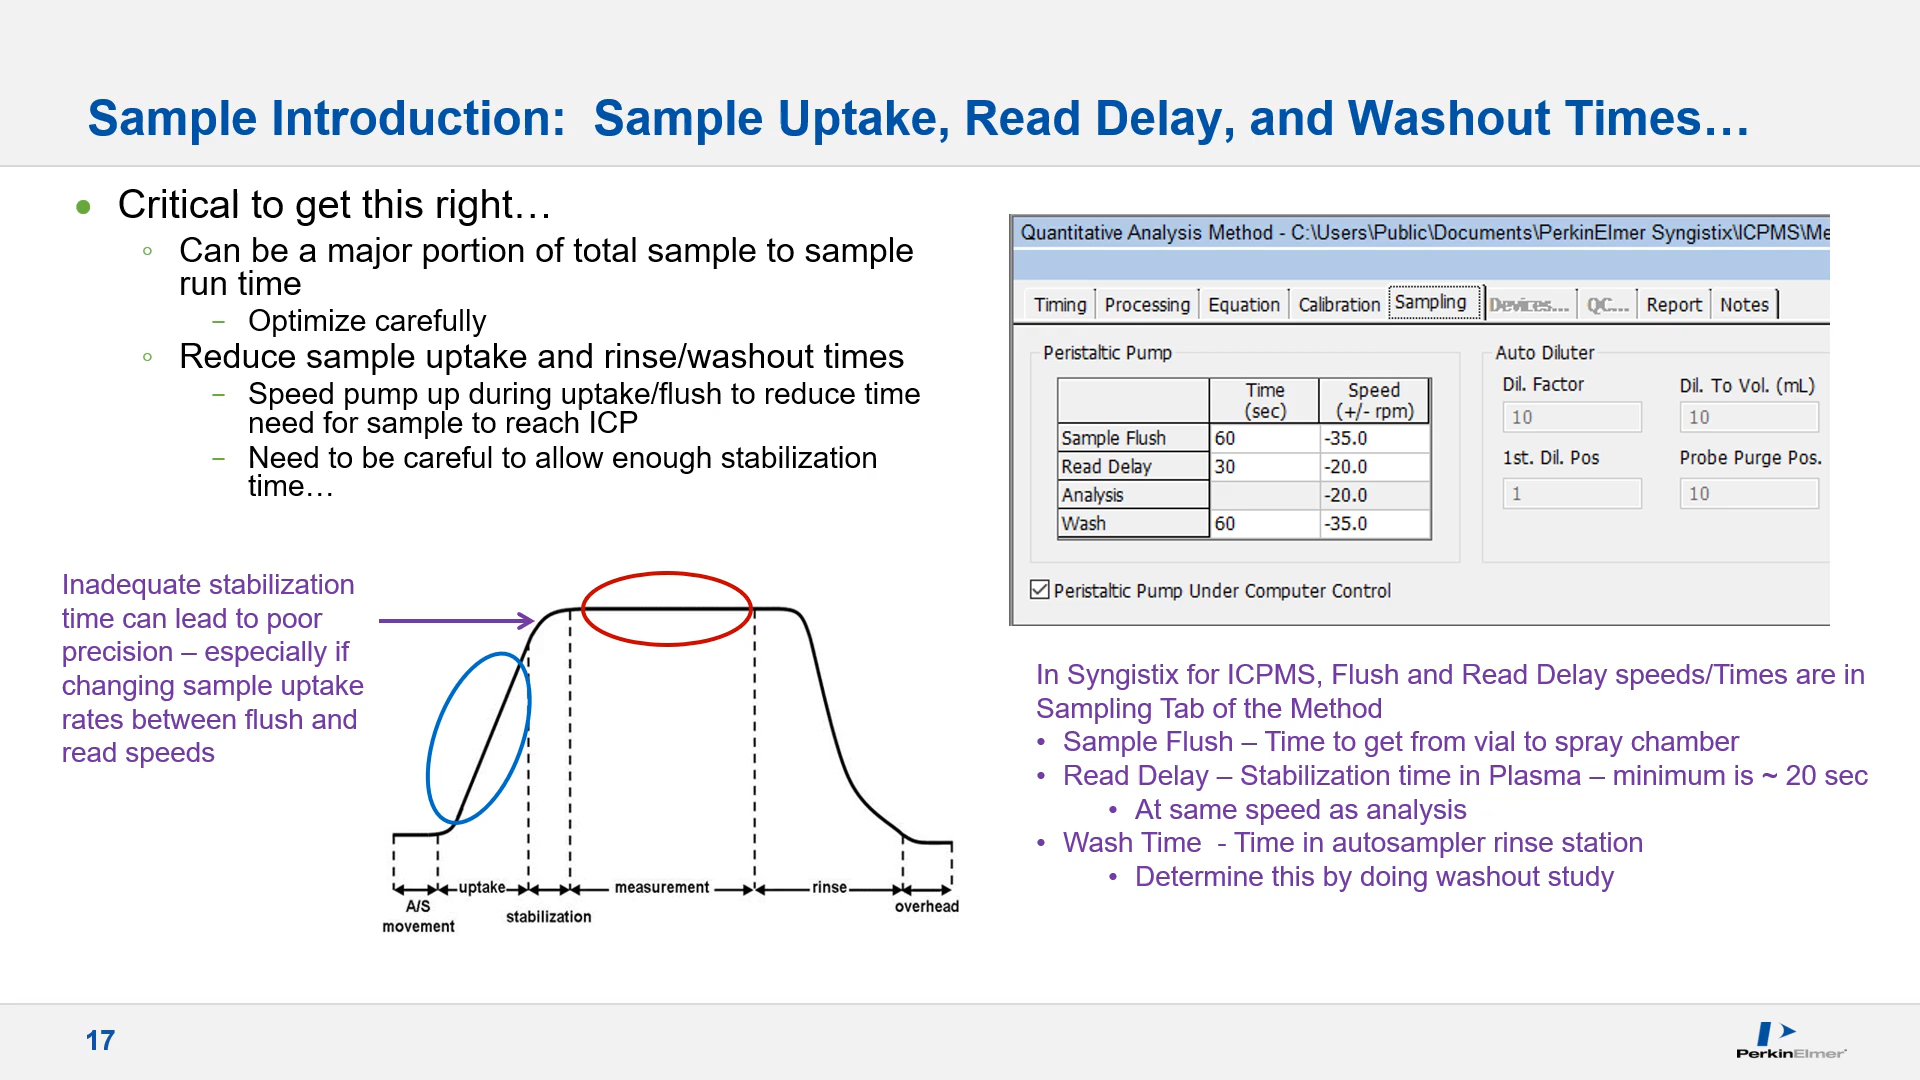 Sample Introduction:  Sample Uptake, Read Delay, and Washout Times…
• Critical to get this right…
◦ Can be a major portion of total sample to sample
run time
– Optimize carefully
◦ Reduce sample uptake and rinse/washout times
– Speed pump up during uptake/flush to reduce time
need for sample to reach ICP
– Need to be careful to allow enough stabilization
time…
Inadequate stabilization
time can lead to poor
precision – especially if
changing sample uptake
rates between flush and
read speeds
uptake measurement rinse
A/S
movement
stabilization
overhead
Quantitative Analysis Method - C:\Users\Public\Documents\PerkinElmer Syngistix\ICPMS\Me
Timing Processing Equation Calibration Sampling Devices... QC... Report Notes
Peristaltic Pump
Time
(sec)
Speed
(+/- rpm)
Sample Flush 60 -35.0
Read Delay 30 -20.0
Analysis -20.0
Wash 60 -35.0
Peristaltic Pump Under Computer Control
Auto Diluter
Dil. Factor Dil. To Vol. (mL)
10 10
1st. Dil. Pos Probe Purge Pos.
1 10
In Syngistix for ICPMS, Flush and Read Delay speeds/Times are in
Sampling Tab of the Method
• Sample Flush – Time to get from vial to spray chamber
• Read Delay – Stabilization time in Plasma – minimum is ~ 20 sec
• At same speed as analysis
• Wash Time  - Time in autosampler rinse station
• Determine this by doing washout study
17
PerkinElmer